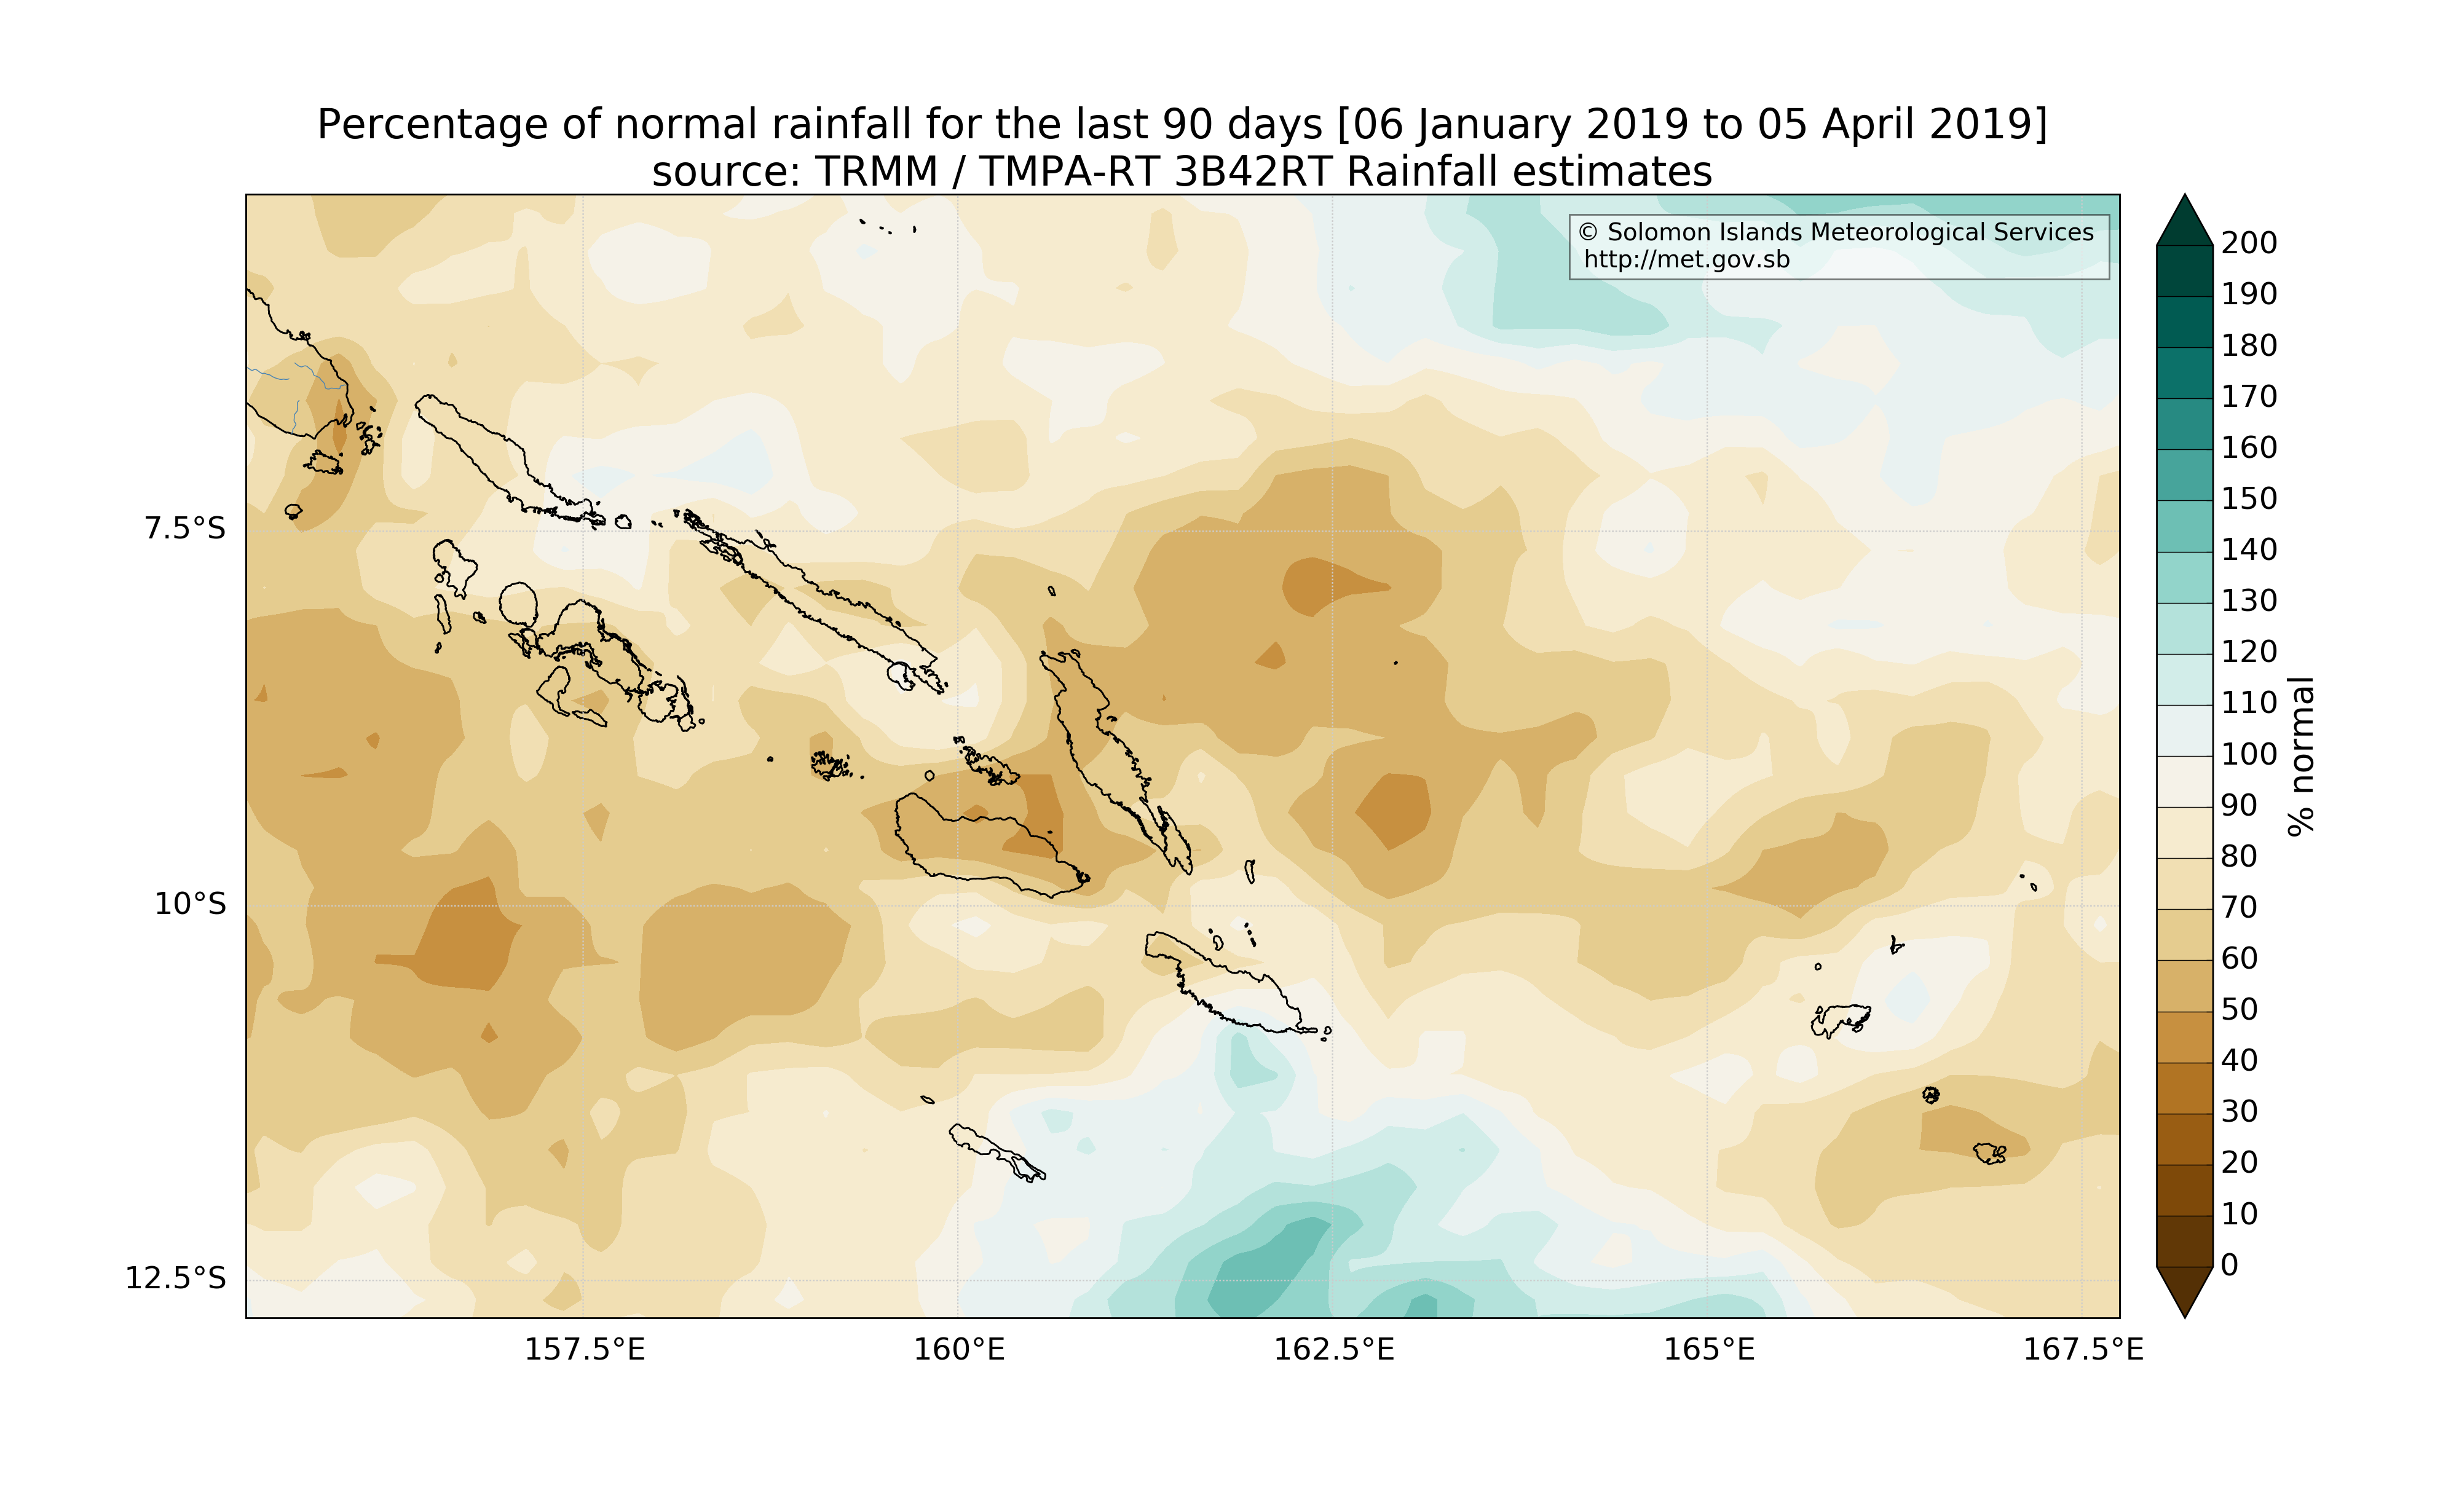 Percentage of normal rainfall for the last 90 days [06 January 2019 to 05 April 2019]
source: TRMM / TMPA-RT 3B42RT Rainfall estimates
© Solomon Islands Meteorological Services
http://met.gov.sb
7.5°S
10°S
12.5°S
157.5°E
160°E
162.5°E
165°E
167.5°E
200
190
180
170
160
150
140
130
120
110
100
90
80
70
60
50
40
30
20
10
0
% normal